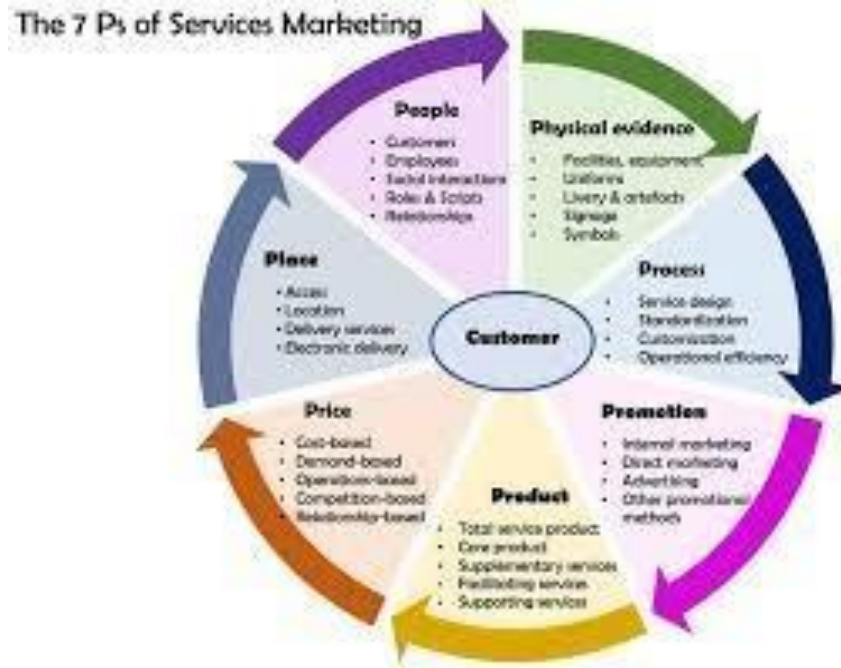 The 7 Ps of Services Marketing
People
• Customers
• Employees
• Social interactions
• Roles & Scripts
• Relationships
Physical evidence
• Facilities, equipment
• Uniforms
• Livery & artefacts
• Signage
• Symbols
Process
• Service design
• Standardization
• Customisation
• Operational efficiency
Promotion
• Internal marketing
• Direct marketing
• Advertising
• Other promotional
methods
Product
• Total service product
• Core product
• Supplementary services
• Facilitating services
• Supporting services
Price
• Cost-based
• Demand-based
• Operations-based
• Competition-based
• Relationship-based
Place
• Access
• Location
• Delivery services
• Electronic delivery
Customer